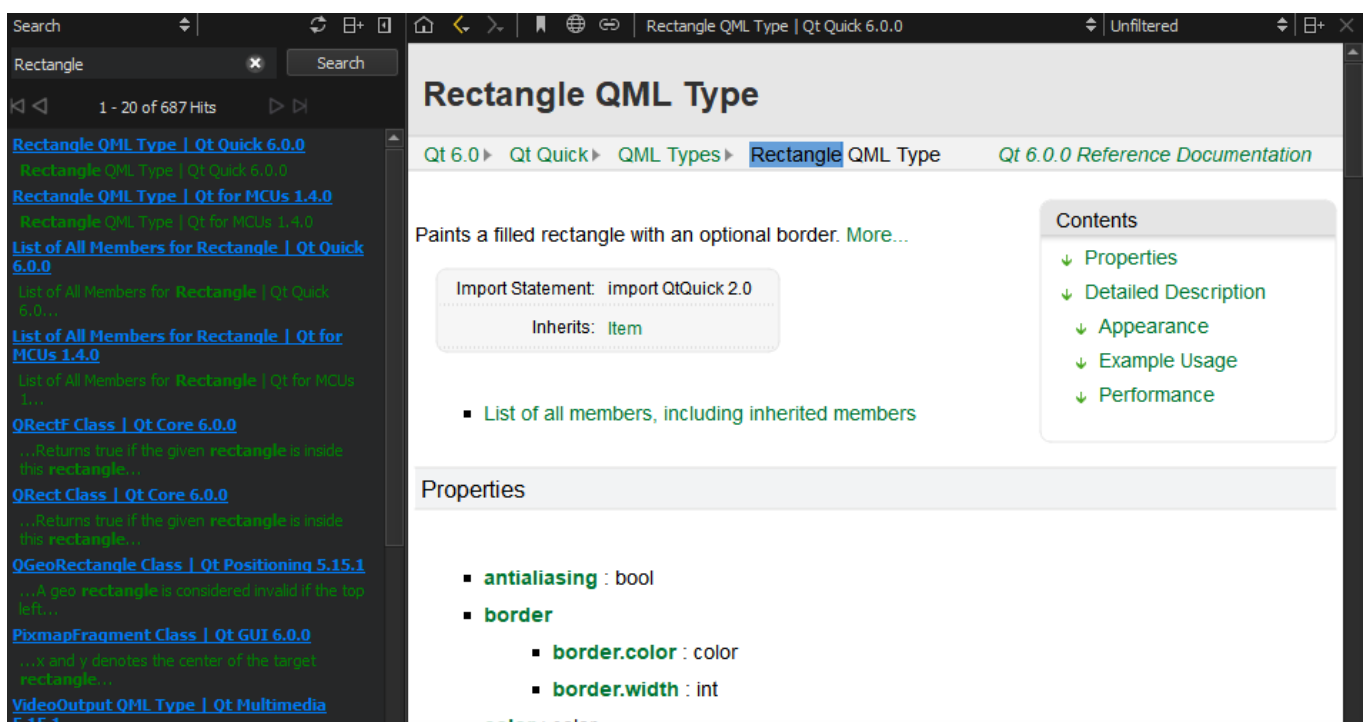 Search
Rectangle
Search
1 - 20 of 687 Hits
Rectangle QML Type | Qt Quick 6.0.0
Rectangle QML Type | Qt Quick 6.0.0
Rectangle QML Type | Qt for MCUs 1.4.0
Rectangle QML Type | Qt for MCUs 1.4.0
List of All Members for Rectangle | Qt Quick
6.0.0
List of All Members for Rectangle | Qt Quick
6.0...
List of All Members for Rectangle | Qt for
MCUs 1.4.0
List of All Members for Rectangle | Qt for MCUs
1...
QRectF Class | Qt Core 6.0.0
...Returns true if the given rectangle is inside
this rectangle...
QRect Class | Qt Core 6.0.0
...Returns true if the given rectangle is inside
this rectangle...
QGeoRectangle Class | Qt Positioning 5.15.1
...A geo rectangle is considered invalid if the top
left...
PixmapFragment Class | Qt GUI 6.0.0
...x and y denotes the center of the target
rectangle...
VideoOutput QML Type | Qt Multimedia
5.15.1
Rectangle QML Type | Qt Quick 6.0.0
Unfiltered
Rectangle QML Type
Qt 6.0 Qt Quick QML Types Rectangle QML Type Qt 6.0.0 Reference Documentation
Paints a filled rectangle with an optional border. More...
Import Statement: import QtQuick 2.0
Inherits: Item
List of all members, including inherited members
Contents
Properties
Detailed Description
Appearance
Example Usage
Performance
Properties
antialiasing : bool
border
border.color : color
border.width : int